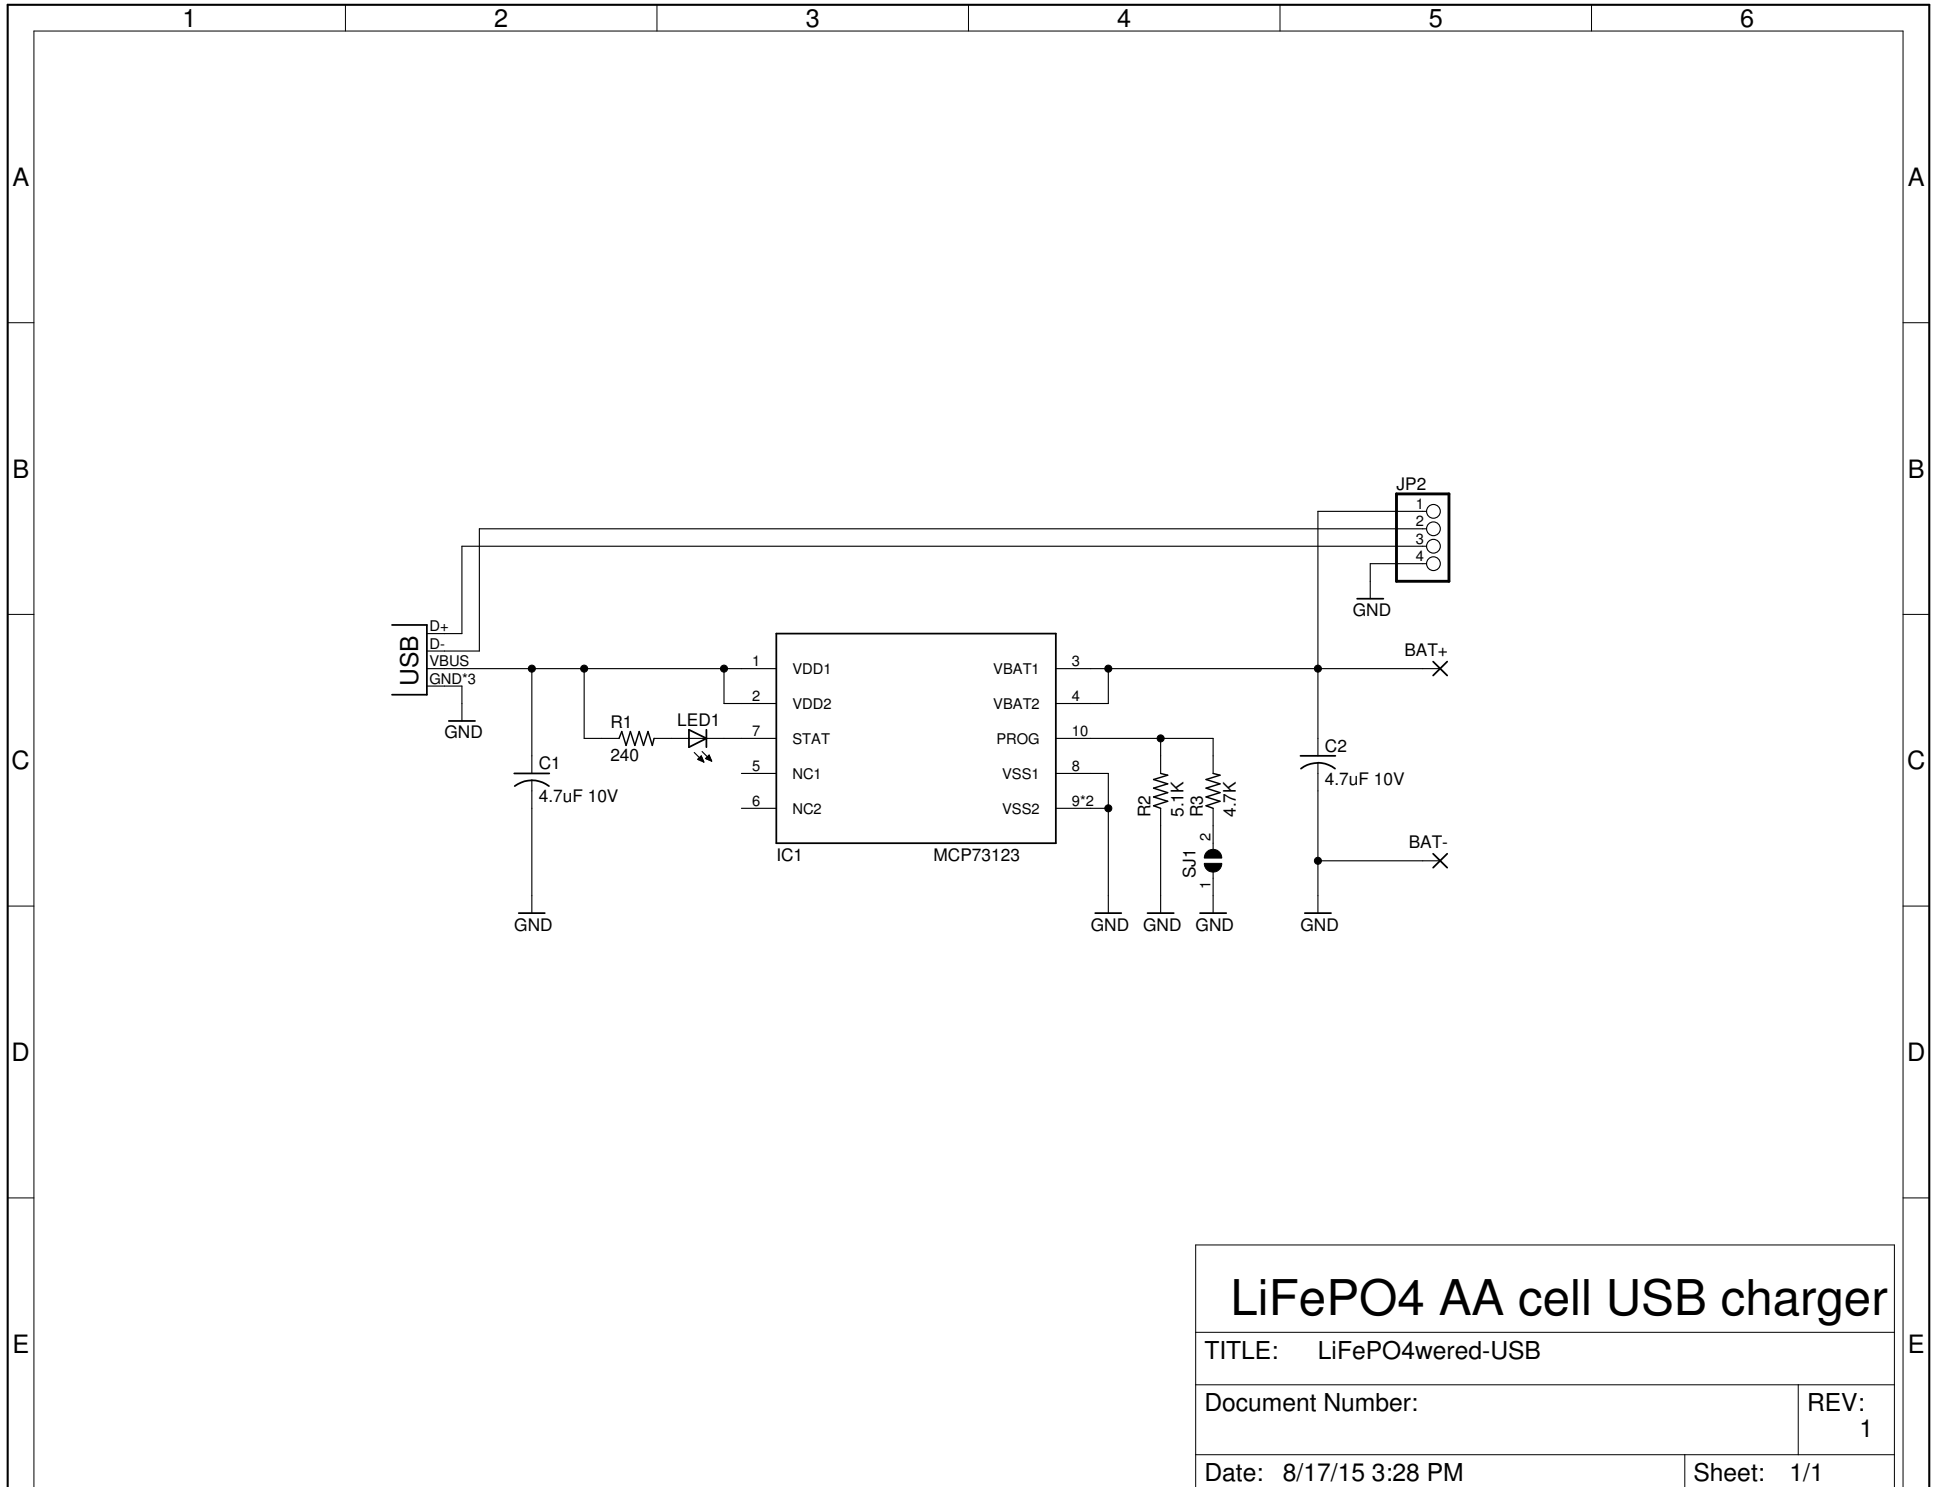 1 2 3 4 5 6
A A
B B
JP2
1
2
3
4
GND
USB
D+
D-
VBUS
GND*3
GND
C1
4.7uF 10V
GND
R1
240
LED1
1 VDD1
2 VDD2
7 STAT
5 NC1
6 NC2
VBAT1 3
VBAT2 4
PROG 10
VSS1 8
VSS2 9*2
IC1 MCP73123
GND
R2
5.1K
GND
R3
4.7K
2
SJ1
1
GND
C2
4.7uF 10V
GND
BAT+
BAT-
C C
D D
E E
LiFePO4 AA cell USB charger
TITLE: LiFePO4wered-USB
Document Number:
REV:
1
Date: 8/17/15 3:28 PM
Sheet: 1/1